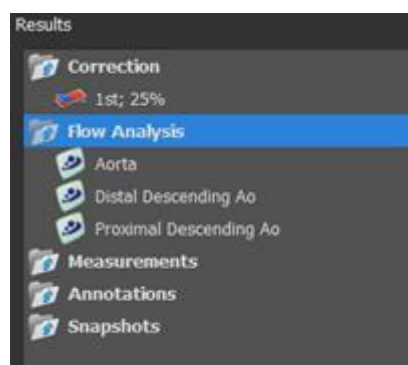 Results
Correction
1st; 25%
Flow Analysis
Aorta
Distal Descending Ao
Proximal Descending Ao
Measurements
Annotations
Snapshots